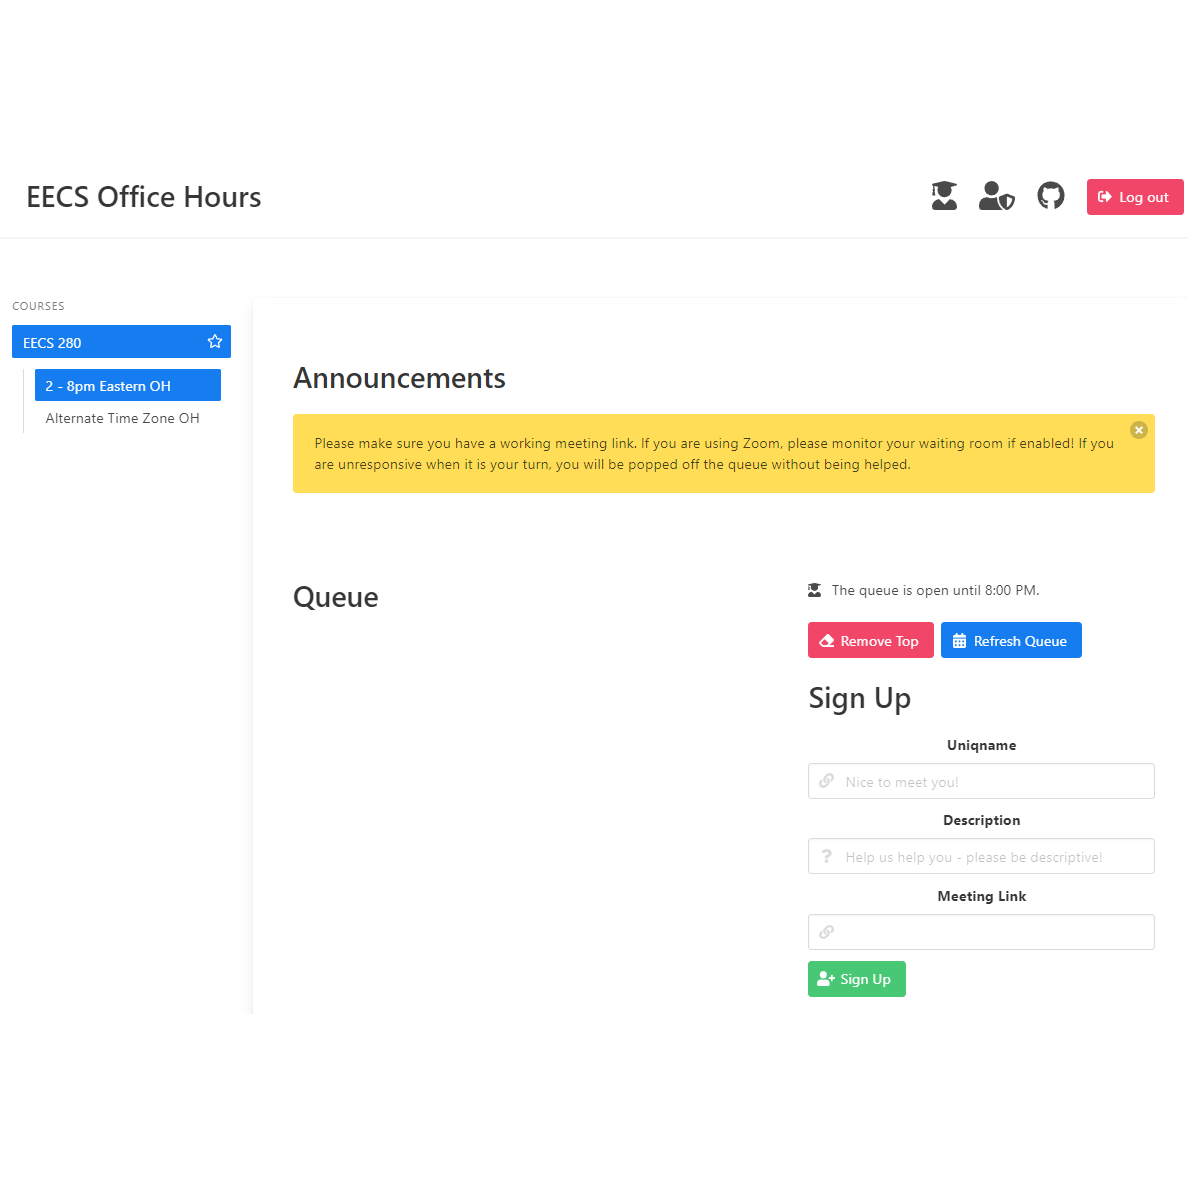 EECS Office Hours
Log out
COURSES
EECS 280
2 - 8pm Eastern OH
Alternate Time Zone OH
Announcements
Please make sure you have a working meeting link. If you are using Zoom, please monitor your waiting room if enabled! If you
are unresponsive when it is your turn, you will be popped off the queue without being helped.
Queue
The queue is open until 8:00 PM.
Remove Top
Refresh Queue
Sign Up
Uniqname
Nice to meet you!
Description
Help us help you - please be descriptive!
Meeting Link
Sign Up